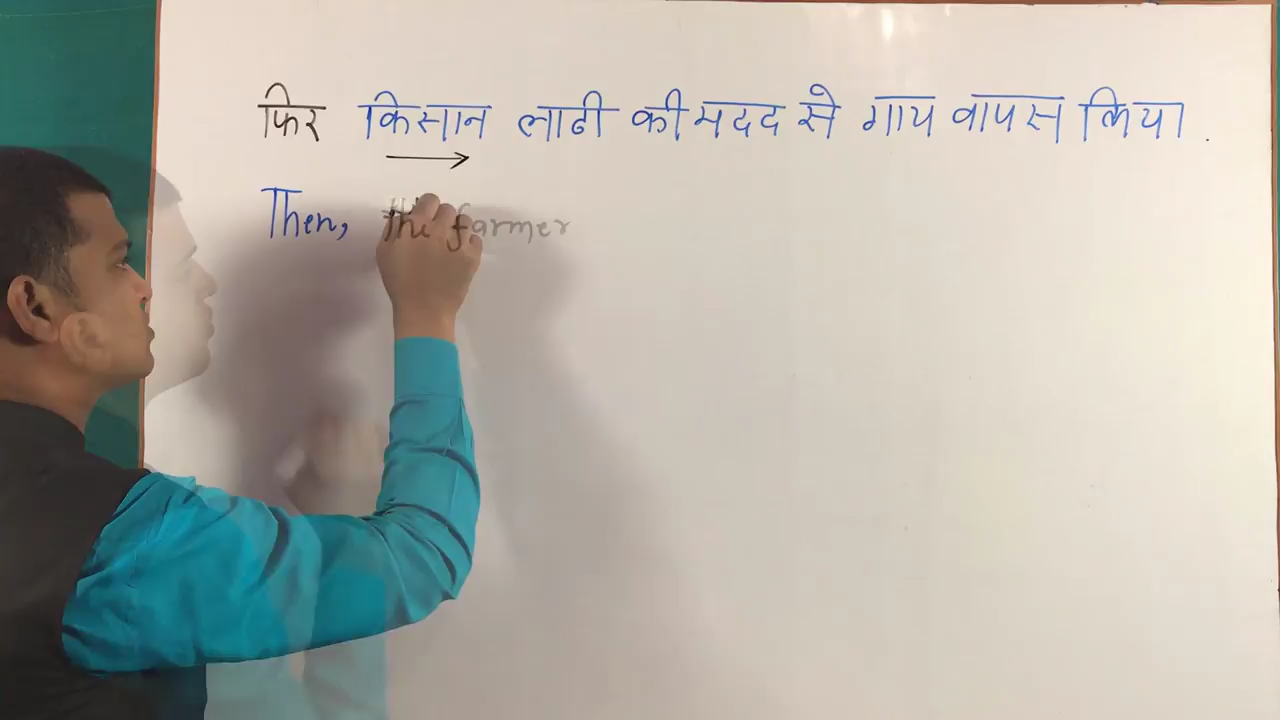 फिर किसान लाठी की मदद से गाय वापस लिया .
Then, the farmer